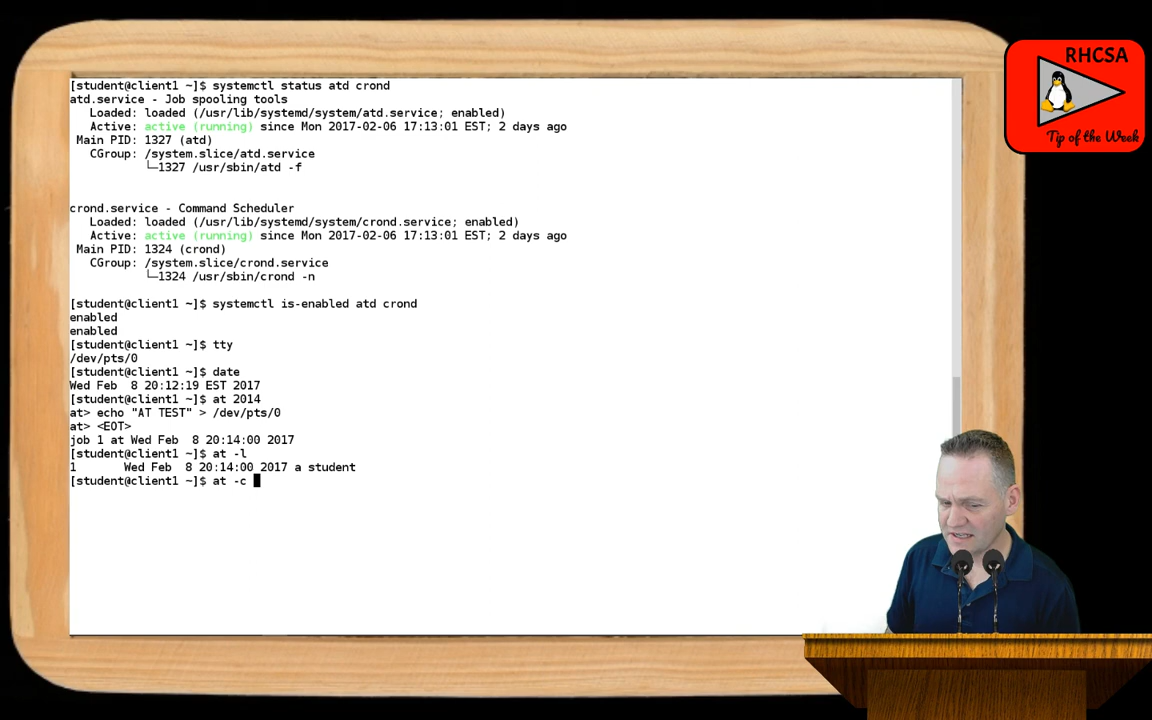 [student@client1 ~]$ systemctl status atd crond
atd.service - Job spooling tools
   Loaded: loaded (/usr/lib/systemd/system/atd.service; enabled)
   Active: active (running) since Mon 2017-02-06 17:13:01 EST; 2 days ago
 Main PID: 1327 (atd)
   CGroup: /system.slice/atd.service
           └─1327 /usr/sbin/atd -f
crond.service - Command Scheduler
   Loaded: loaded (/usr/lib/systemd/system/crond.service; enabled)
   Active: active (running) since Mon 2017-02-06 17:13:01 EST; 2 days ago
 Main PID: 1324 (crond)
   CGroup: /system.slice/crond.service
           └─1324 /usr/sbin/crond -n
[student@client1 ~]$ systemctl is-enabled atd crond
enabled
enabled
[student@client1 ~]$ tty
/dev/pts/0
[student@client1 ~]$ date
Wed Feb  8 20:12:19 EST 2017
[student@client1 ~]$ at 2014
at> echo "AT TEST" > /dev/pts/0
at> <EOT>
job 1 at Wed Feb  8 20:14:00 2017
[student@client1 ~]$ at -l
1       Wed Feb  8 20:14:00 2017 a student
[student@client1 ~]$ at -c
RHCSA
Tip of the Week